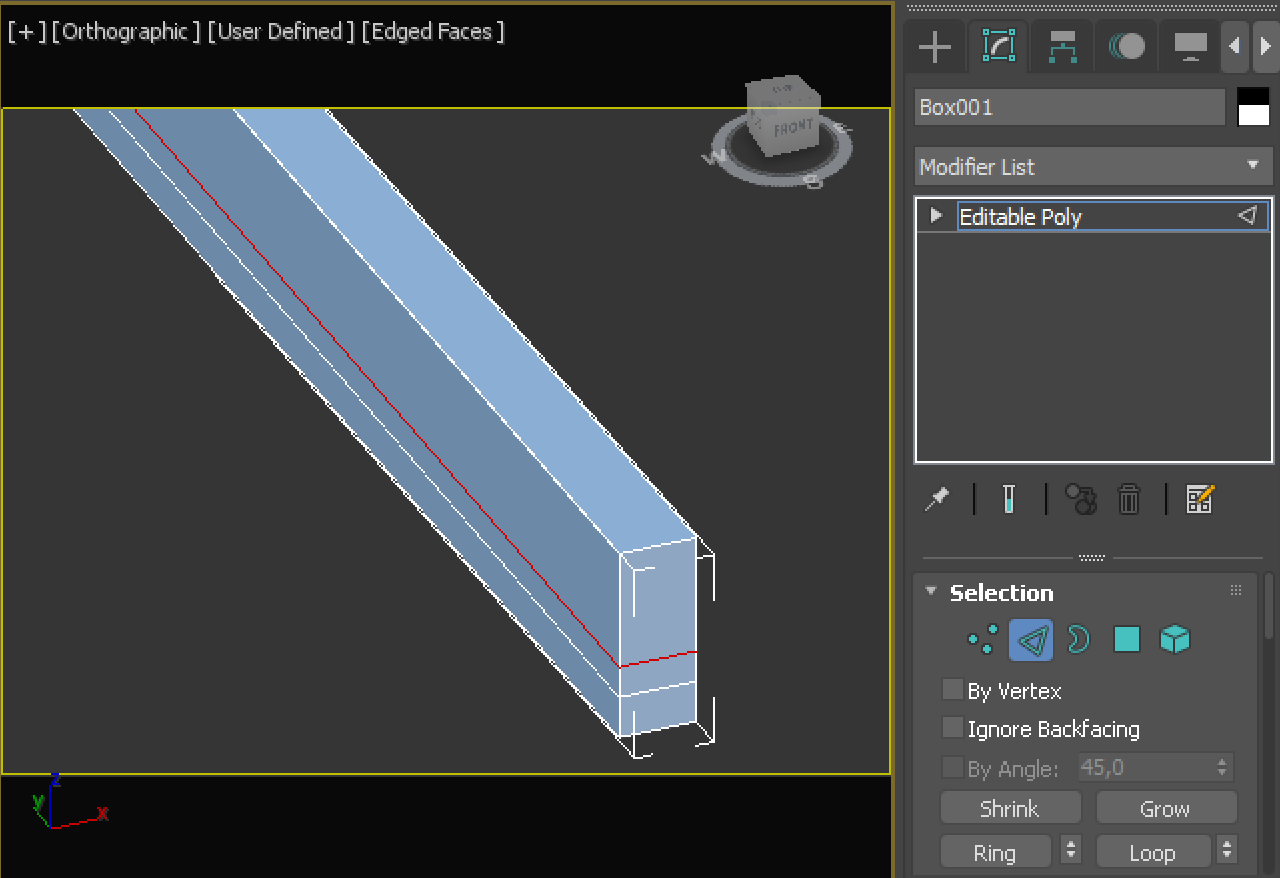 [+] [Orthographic] [User Defined] [Edged Faces]
FRONT
W
E
S
Box001
Modifier List
Editable Poly
Selection
By Vertex
Ignore Backfacing
By Angle: 45,0
Shrink Grow
Ring Loop
z
y
x